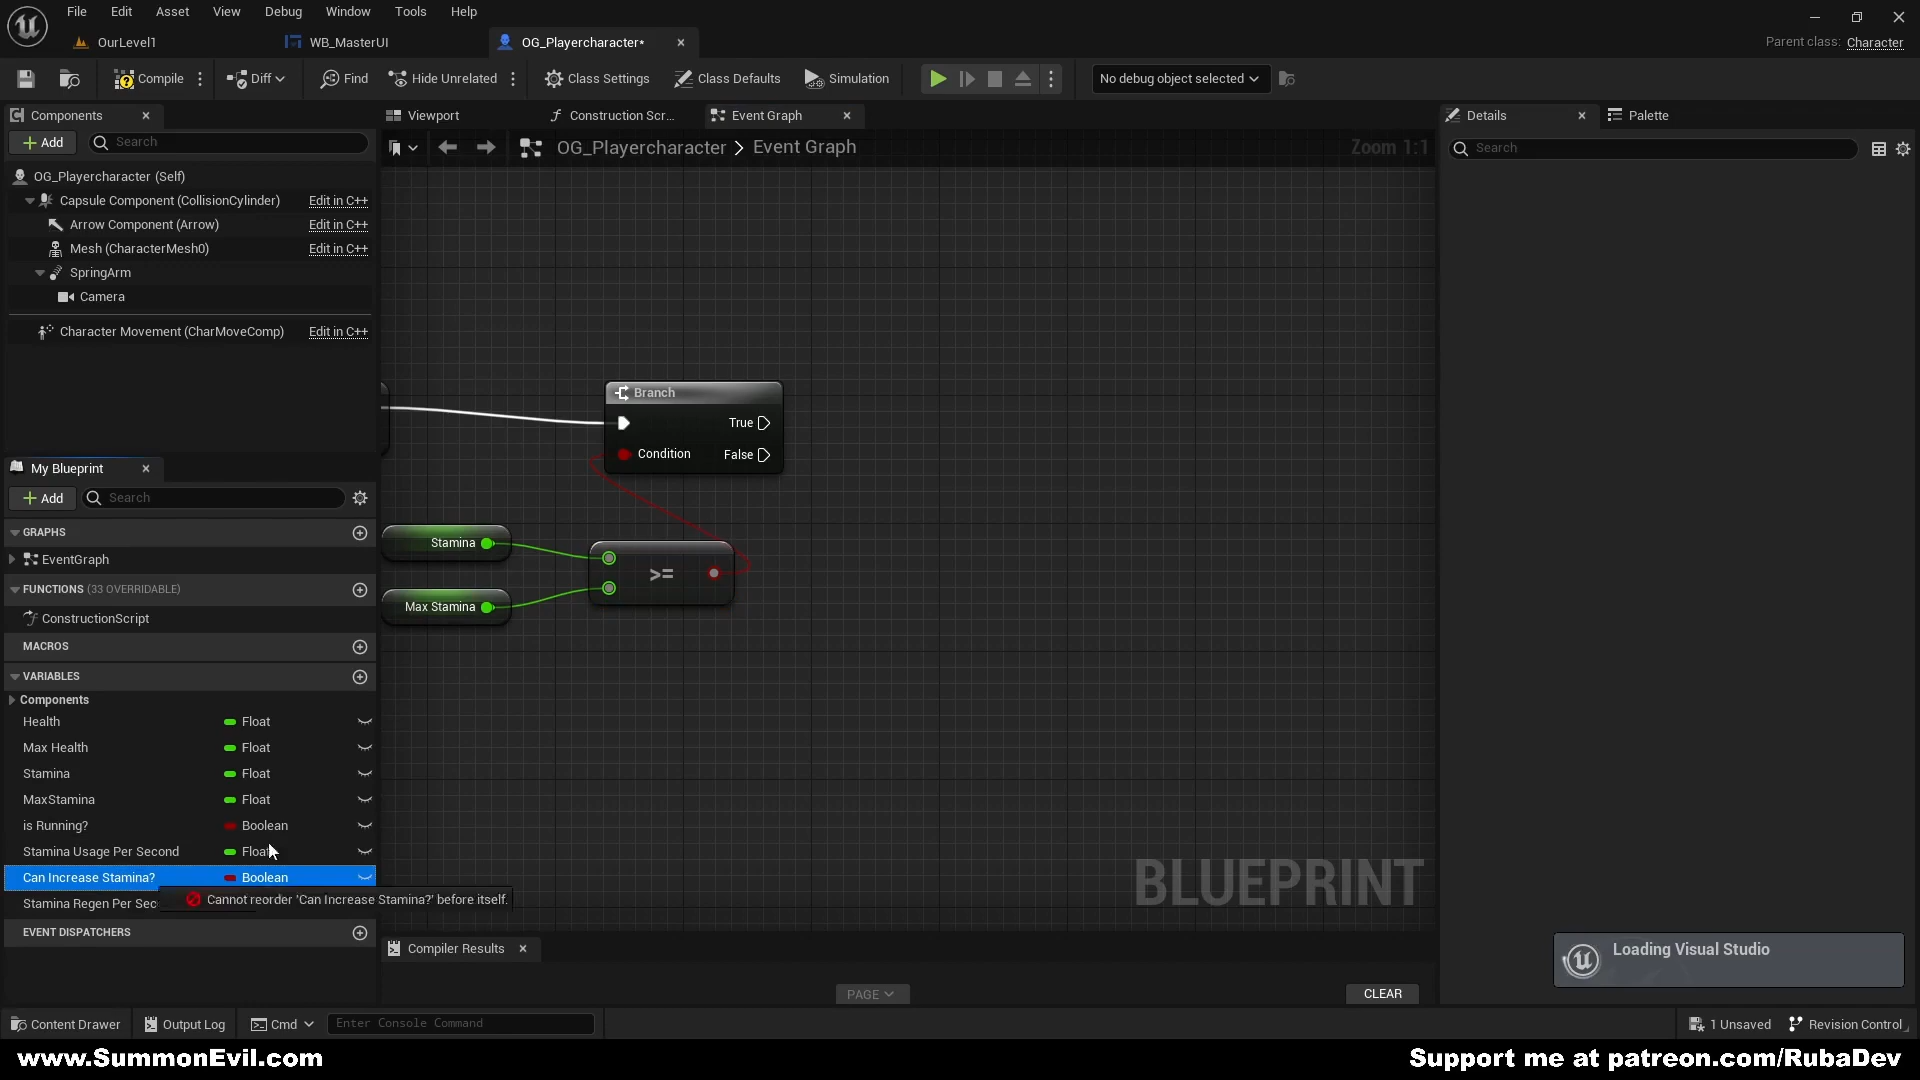 File Edit Asset View Debug Window Tools Help
OurLevel1 WB_MasterUI OG_Playercharacter*
Parent class: Character
Compile Diff Find Hide Unrelated Class Settings Class Defaults Simulation No debug object selected
Components
Add Search
OG_Playercharacter (Self)
Capsule Component (CollisionCylinder) Edit in C++
Arrow Component (Arrow) Edit in C++
Mesh (CharacterMesh0) Edit in C++
SpringArm
Camera
Character Movement (CharMoveComp) Edit in C++
My Blueprint
Add Search
GRAPHS
EventGraph
FUNCTIONS (33 OVERRIDABLE)
ConstructionScript
MACROS
VARIABLES
Components
Health Float
Max Health Float
Stamina Float
MaxStamina Float
is Running? Boolean
Stamina Usage Per Second Float
Can Increase Stamina? Boolean
Stamina Regen Per Sec
Cannot reorder 'Can Increase Stamina?' before itself.
EVENT DISPATCHERS
Viewport Construction Scr... Event Graph
OG_Playercharacter > Event Graph
Zoom 1:1
Branch
True
Condition False
Stamina
>=
Max Stamina
BLUEPRINT
Compiler Results
PAGE
CLEAR
Details Palette
Search
Loading Visual Studio
Content Drawer Output Log Cmd Enter Console Command
1 Unsaved Revision Control
www.SummonEvil.com
Support me at patreon.com/RubaDev